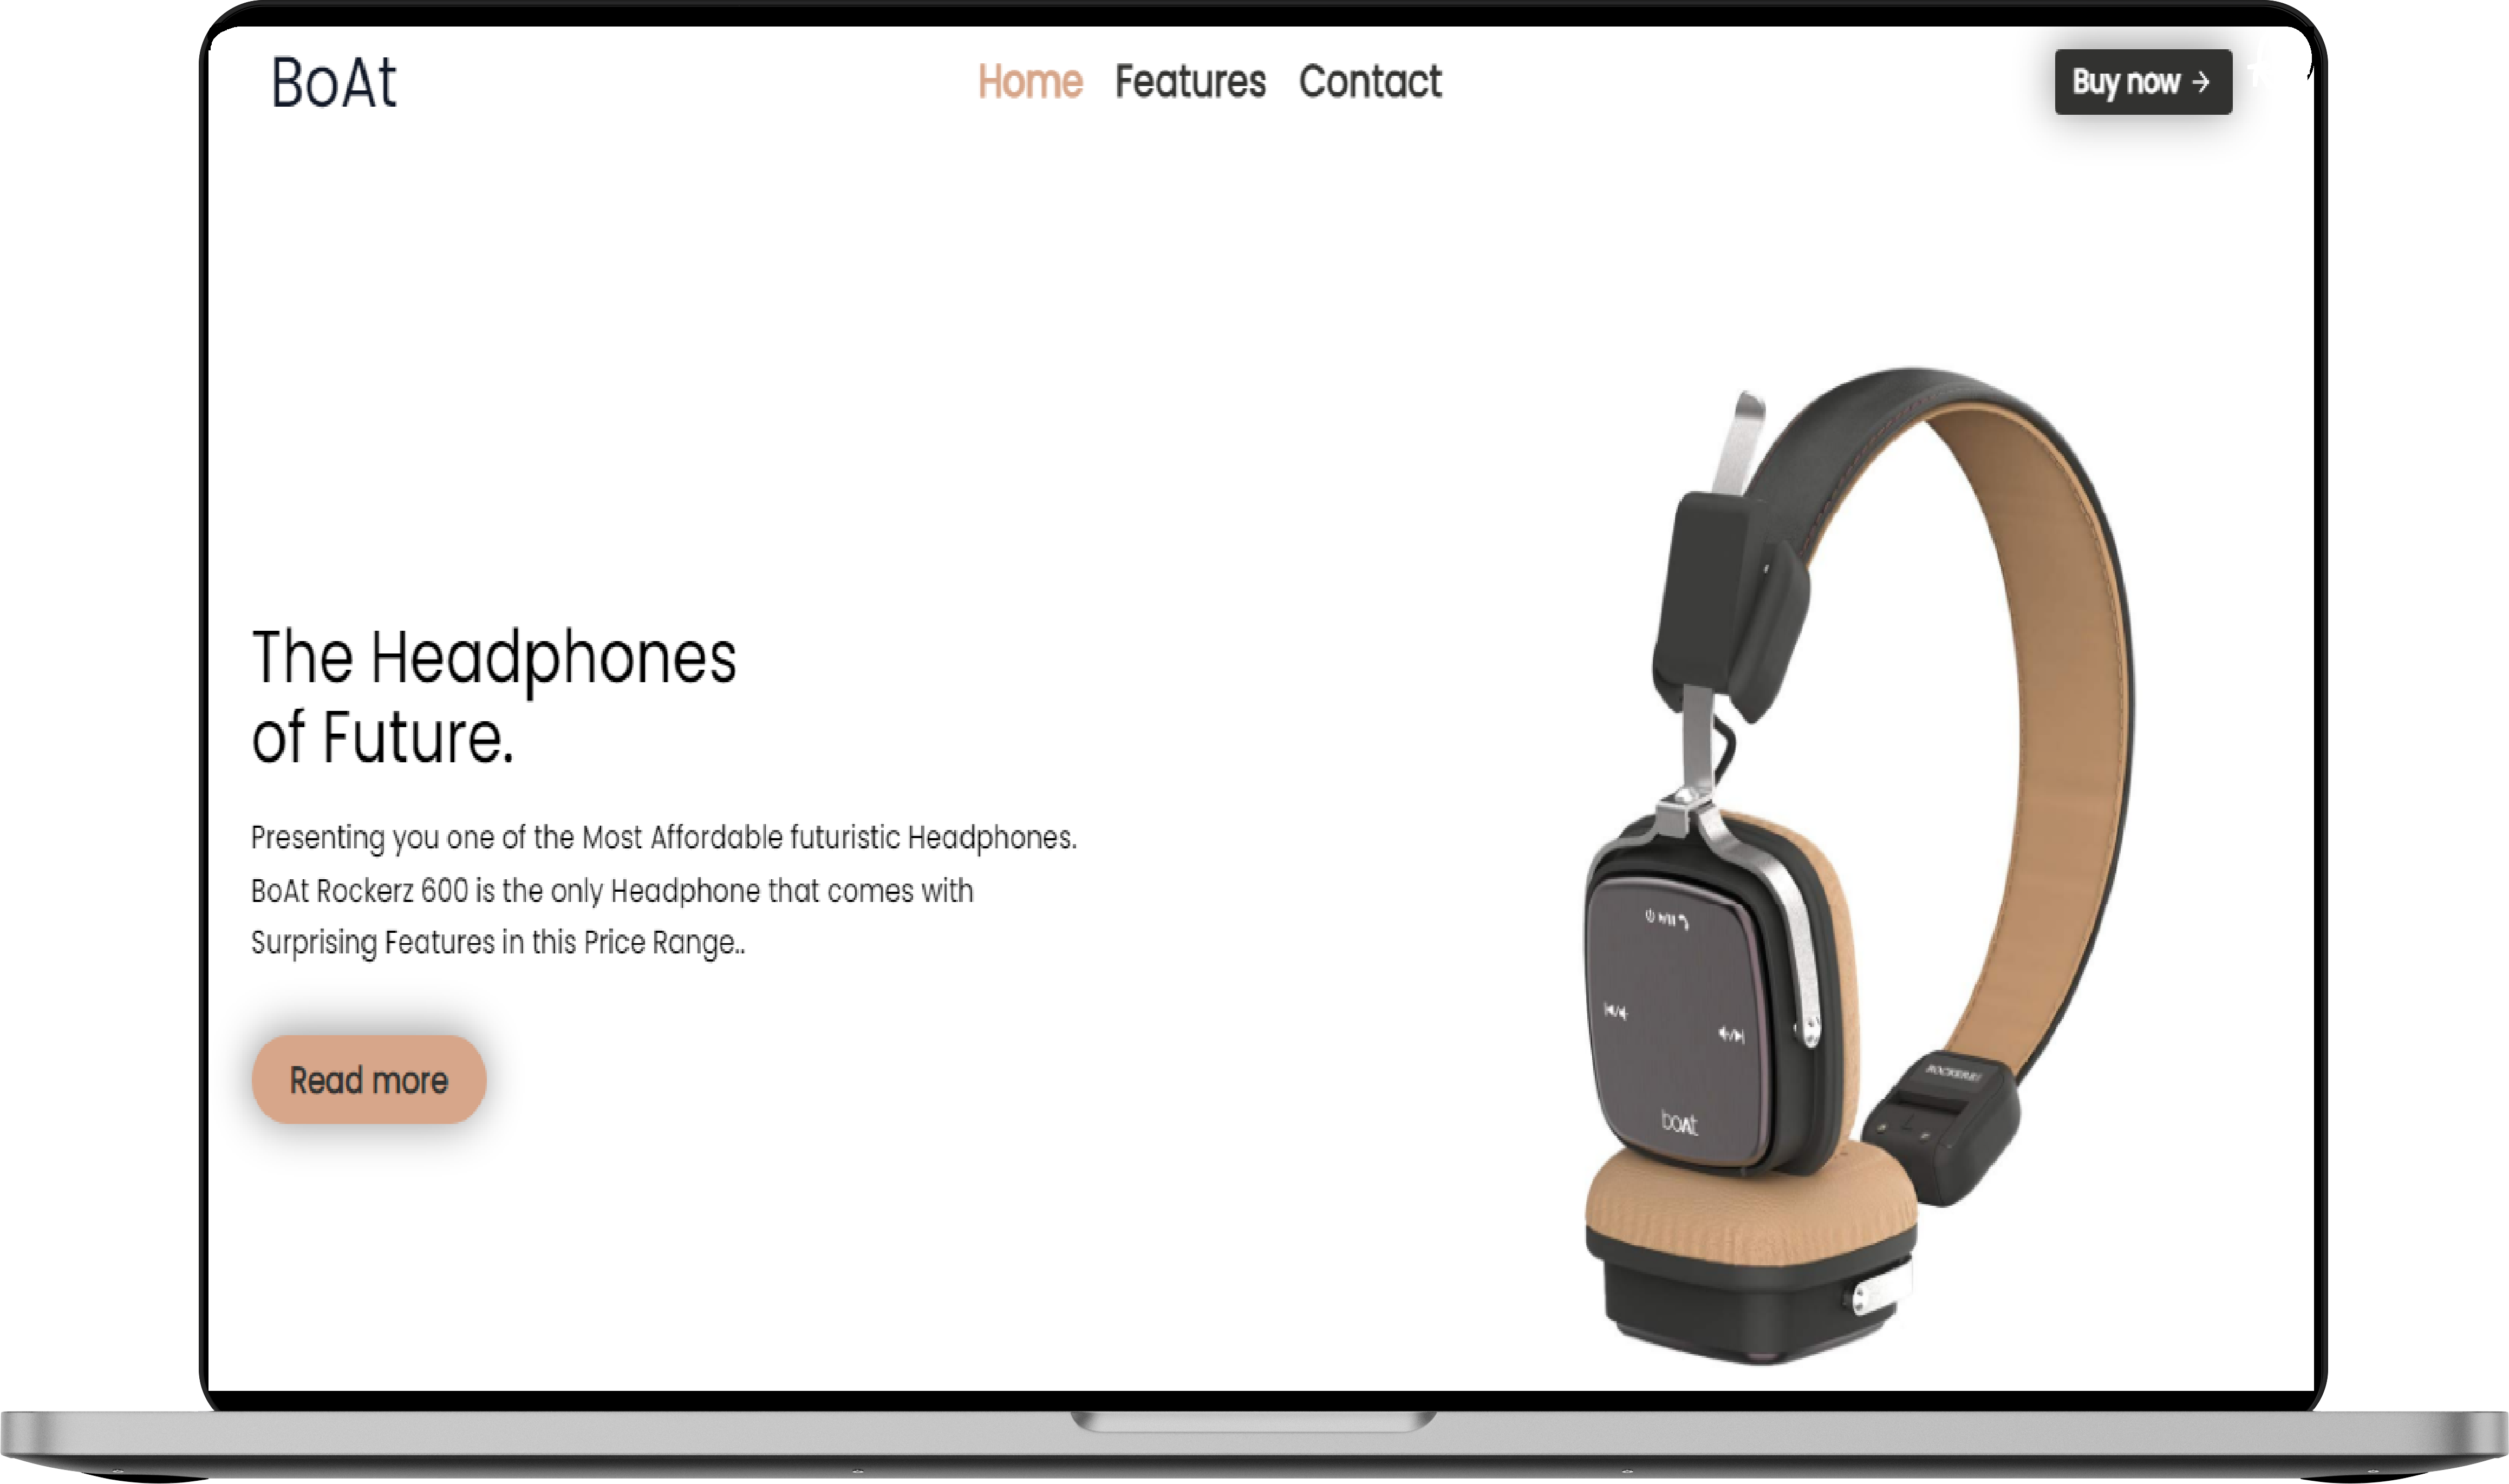 BoAt
Home Features Contact
Buy now →
The Headphones
of Future.
Presenting you one of the Most Affordable futuristic Headphones.
BoAt Rockerz 600 is the only Headphone that comes with
Surprising Features in this Price Range..
Read more
boAt